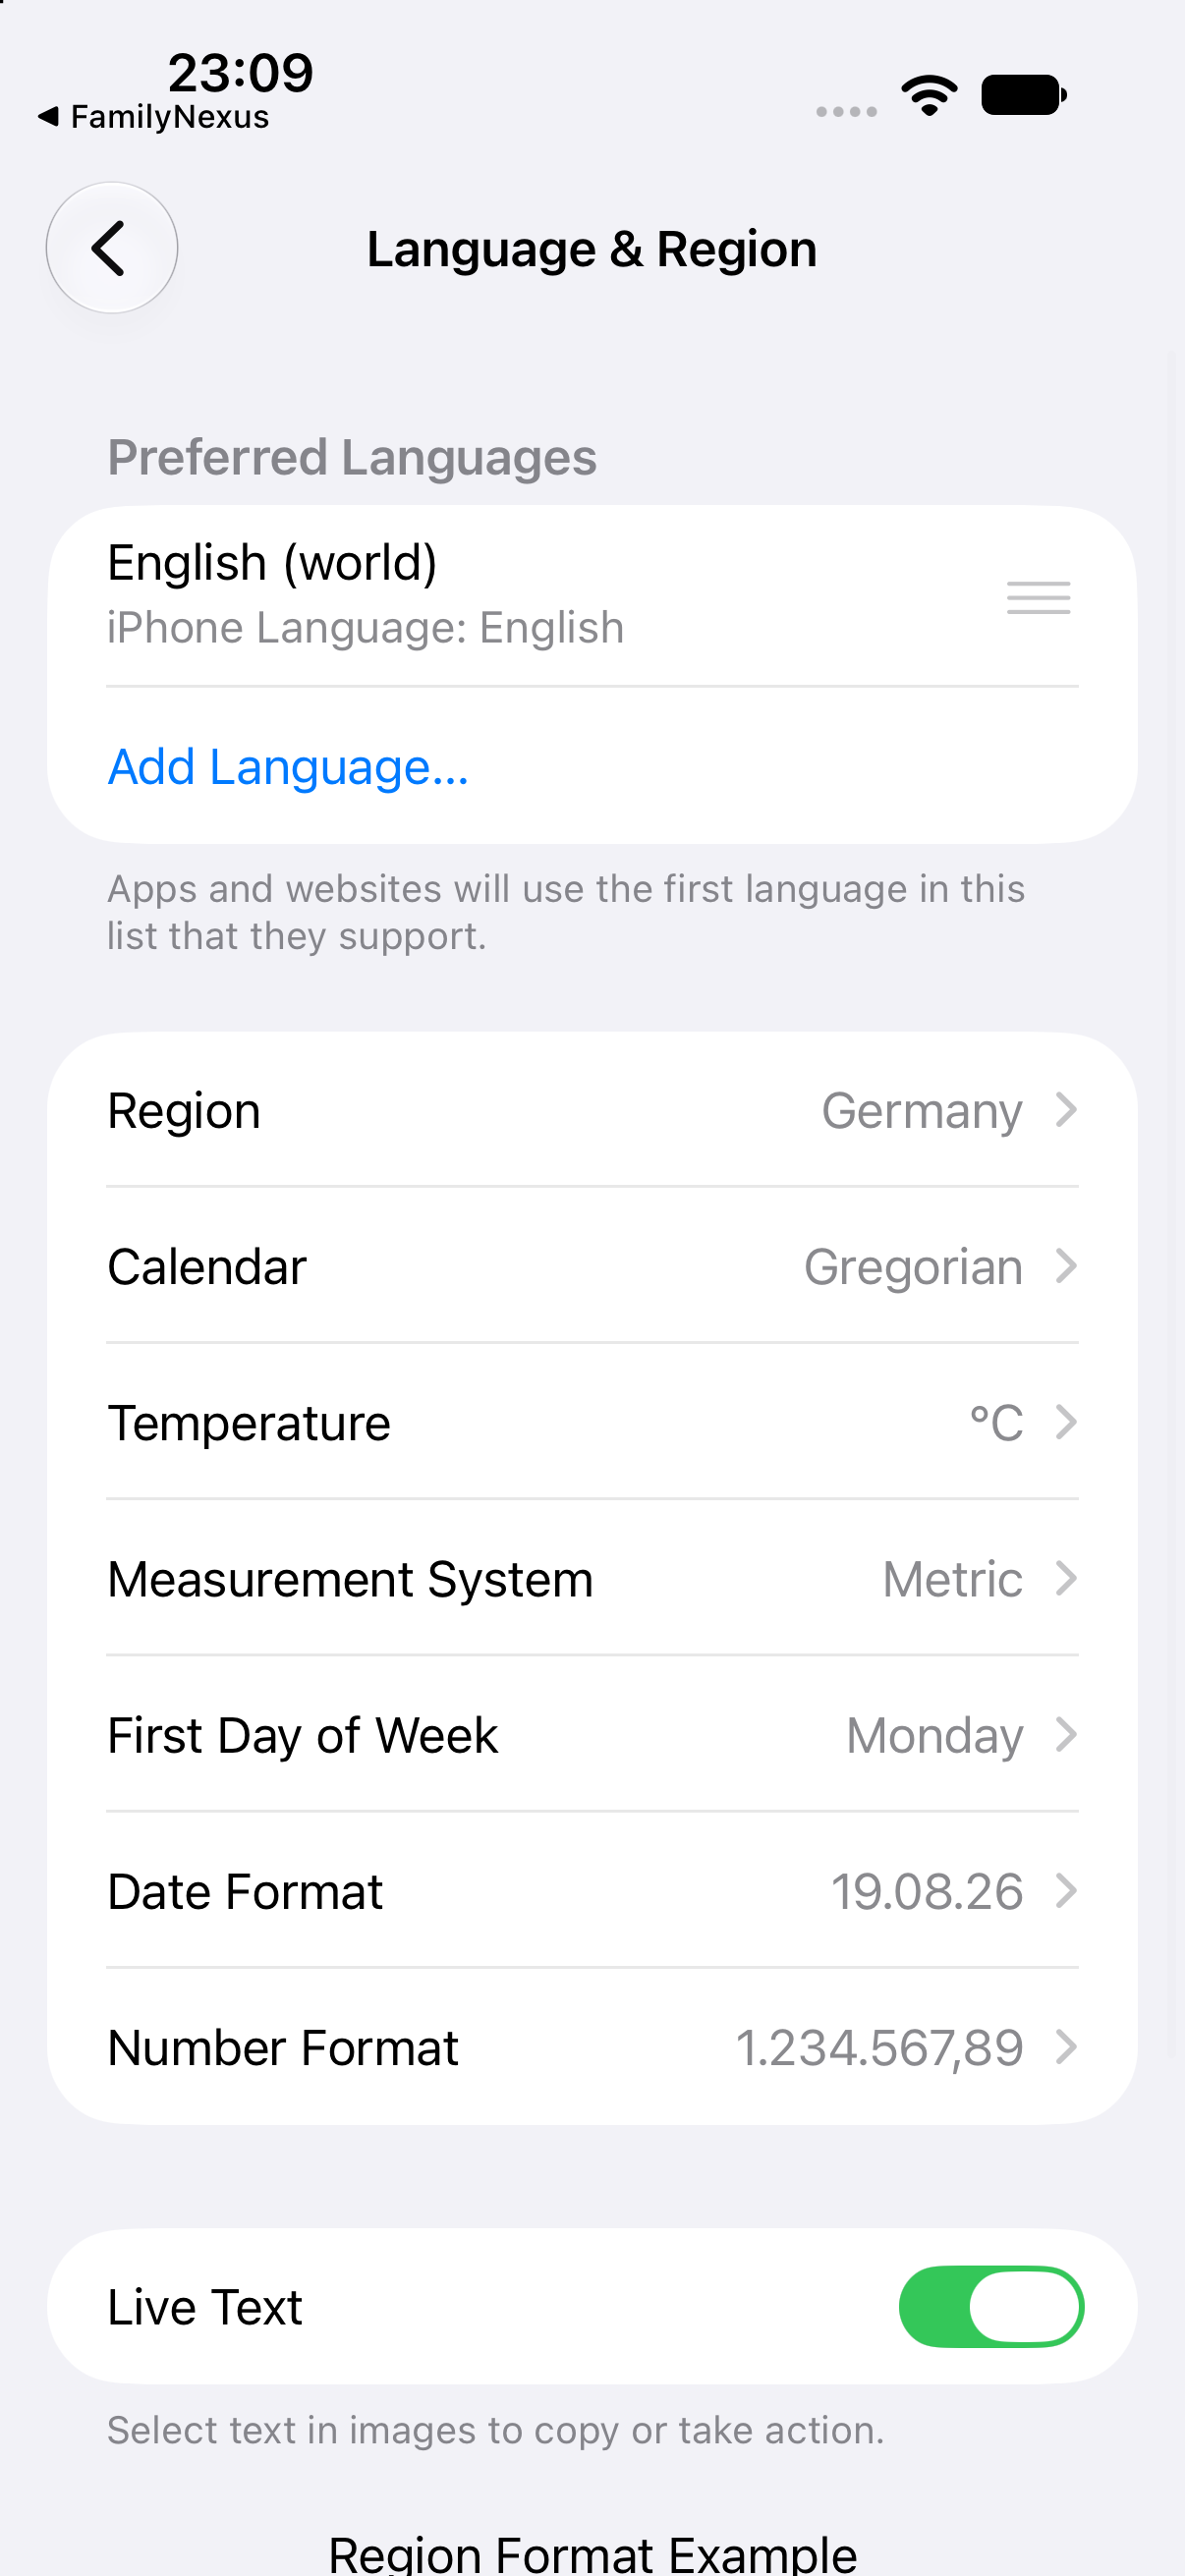 23:09
◀ FamilyNexus
Language & Region
Preferred Languages
English (world)
iPhone Language: English
Add Language...
Apps and websites will use the first language in this
list that they support.
Region Germany
Calendar Gregorian
Temperature °C
Measurement System Metric
First Day of Week Monday
Date Format 19.08.26
Number Format 1.234.567,89
Live Text
Select text in images to copy or take action.
Region Format Example